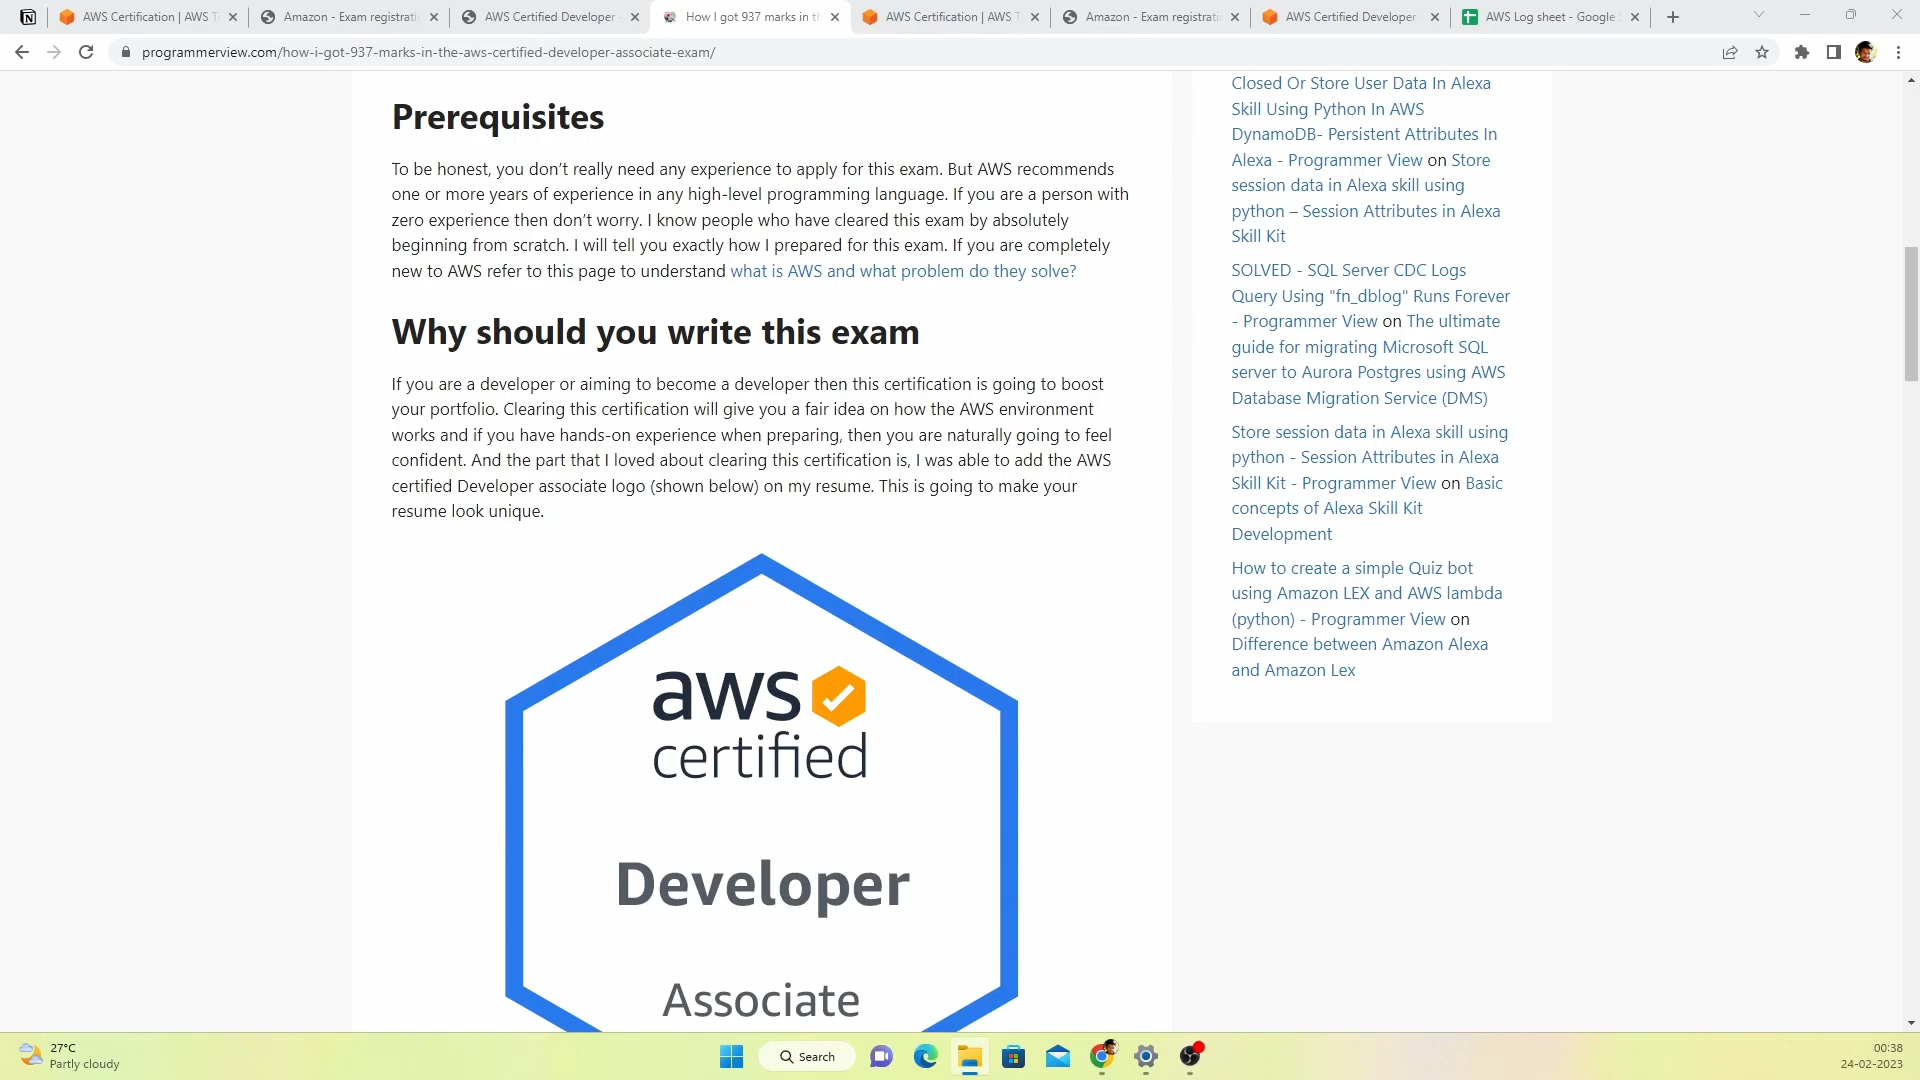 AWS Certification | AWS T
Amazon - Exam registrati
AWS Certified Developer -
How I got 937 marks in th
AWS Certification | AWS T
Amazon - Exam registrati
AWS Certified Developer
AWS Log sheet - Google S
programmerview.com/how-i-got-937-marks-in-the-aws-certified-developer-associate-exam/
Prerequisites
To be honest, you don’t really need any experience to apply for this exam. But AWS recommends
one or more years of experience in any high-level programming language. If you are a person with
zero experience then don’t worry. I know people who have cleared this exam by absolutely
beginning from scratch. I will tell you exactly how I prepared for this exam. If you are completely
new to AWS refer to this page to understand what is AWS and what problem do they solve?
Why should you write this exam
If you are a developer or aiming to become a developer then this certification is going to boost
your portfolio. Clearing this certification will give you a fair idea on how the AWS environment
works and if you have hands-on experience when preparing, then you are naturally going to feel
confident. And the part that I loved about clearing this certification is, I was able to add the AWS
certified Developer associate logo (shown below) on my resume. This is going to make your
resume look unique.
aws
certified
Developer
Associate
Closed Or Store User Data In Alexa
Skill Using Python In AWS
DynamoDB- Persistent Attributes In
Alexa - Programmer View on Store
session data in Alexa skill using
python – Session Attributes in Alexa
Skill Kit
SOLVED - SQL Server CDC Logs
Query Using "fn_dblog" Runs Forever
- Programmer View on The ultimate
guide for migrating Microsoft SQL
server to Aurora Postgres using AWS
Database Migration Service (DMS)
Store session data in Alexa skill using
python - Session Attributes in Alexa
Skill Kit - Programmer View on Basic
concepts of Alexa Skill Kit
Development
How to create a simple Quiz bot
using Amazon LEX and AWS lambda
(python) - Programmer View on
Difference between Amazon Alexa
and Amazon Lex
27°C
Partly cloudy
Search
00:38
24-02-2023